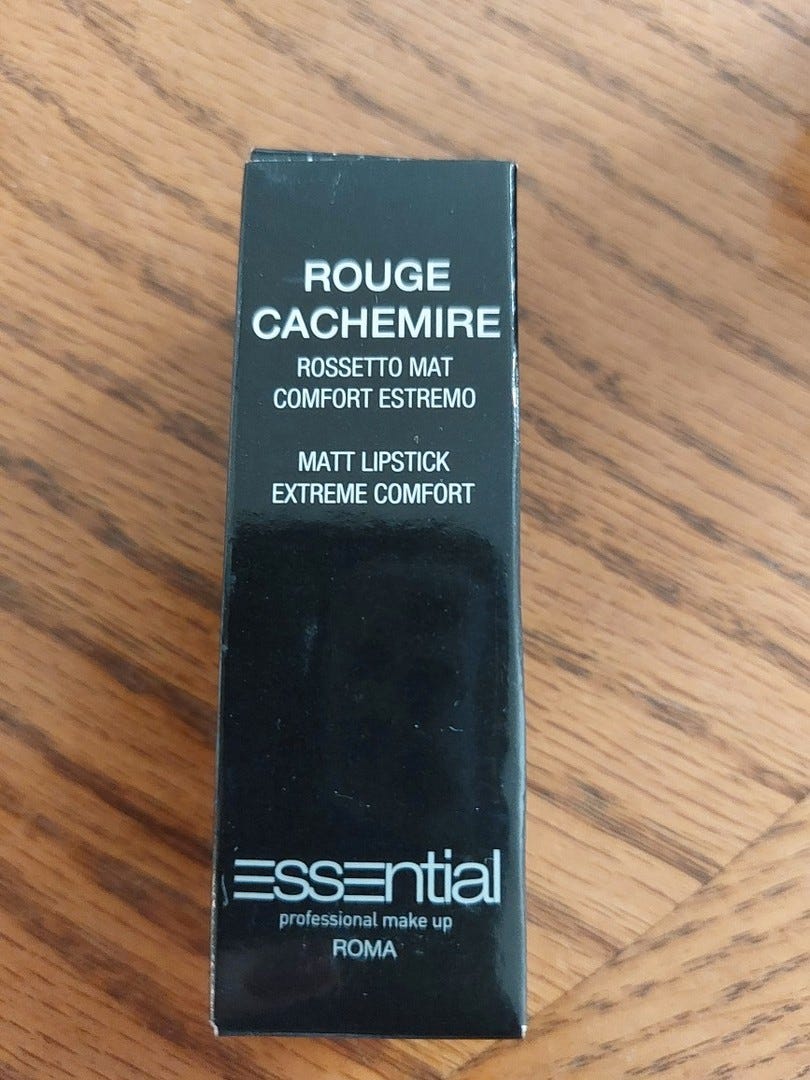 ROUGE
CACHEMIRE
ROSSETTO MAT
COMFORT ESTREMO
MATT LIPSTICK
EXTREME COMFORT
ESSEntial
professional make up
ROMA